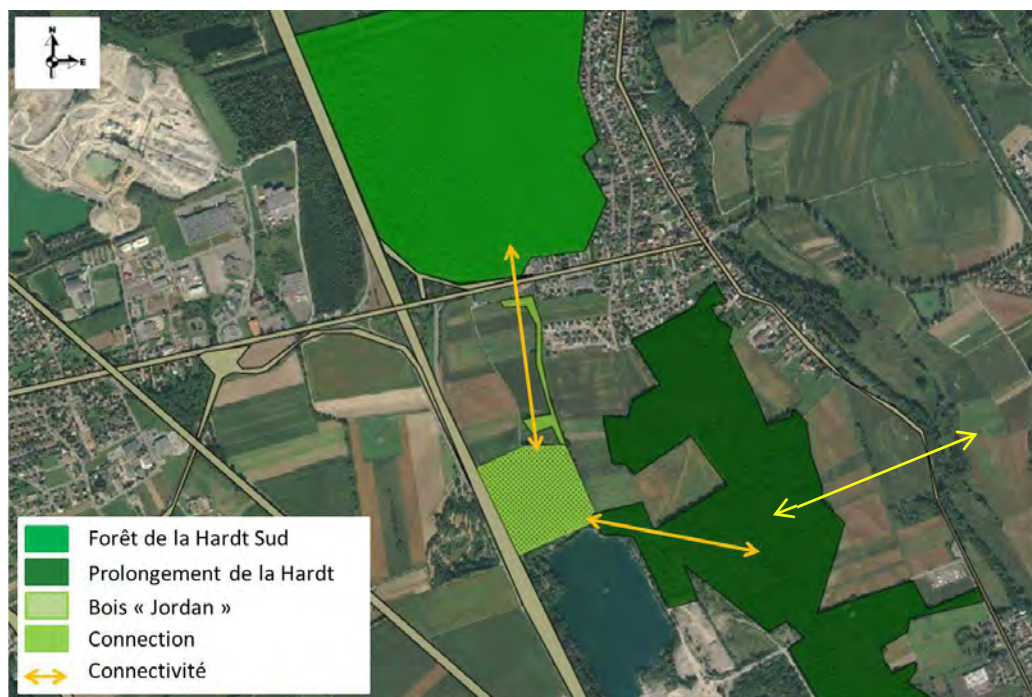 N
E
Forêt de la Hardt Sud
Prolongement de la Hardt
Bois « Jordan »
Connection
Connectivité